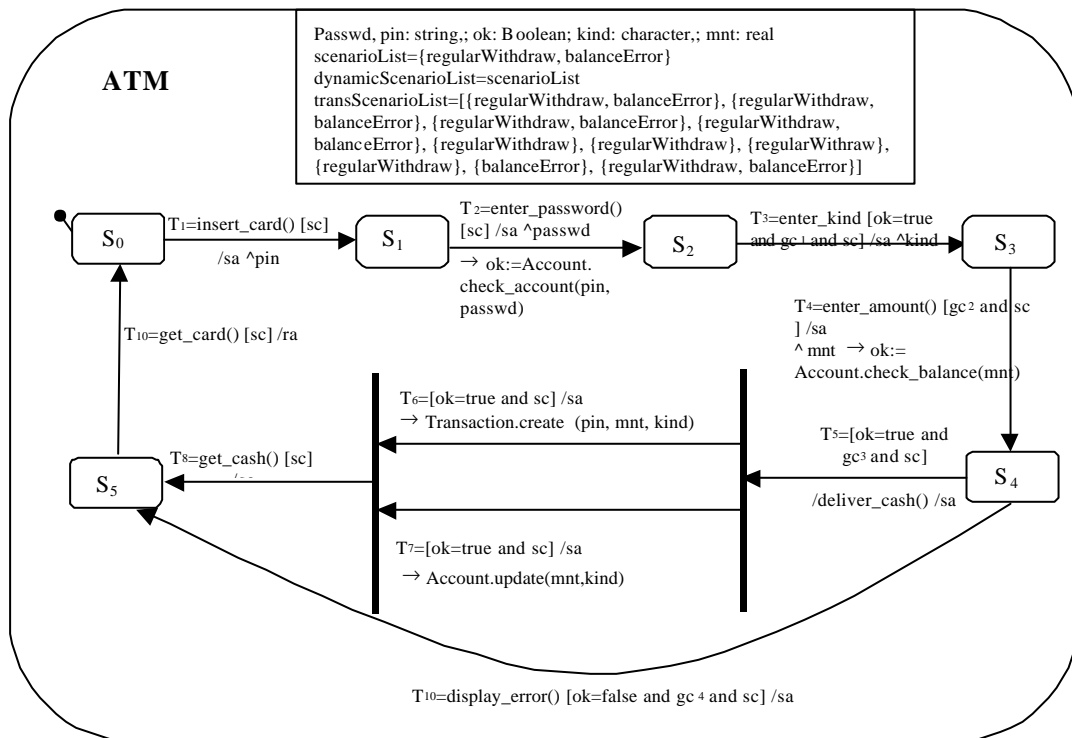 Passwd, pin: string,; ok: Boolean; kind: character,; mnt: real
scenarioList={regularWithdraw, balanceError}
dynamicScenarioList=scenarioList
transScenarioList=[{regularWithdraw, balanceError}, {regularWithdraw,
balanceError}, {regularWithdraw, balanceError}, {regularWithdraw,
balanceError}, {regularWithdraw}, {regularWithdraw}, {regularWithraw},
{regularWithdraw}, {balanceError}, {regularWithdraw, balanceError}]
ATM
S0
T1=insert_card() [sc]
/sa ^pin
S1
T2=enter_password()
[sc] /sa ^passwd
→ ok:=Account.
check_account(pin,
passwd)
S2
T3=enter_kind [ok=true
and gc1 and sc] /sa ^kind
S3
T4=enter_amount() [gc2 and sc
] /sa
^ mnt → ok:=
Account.check_balance(mnt)
T10=get_card() [sc] /ra
T6=[ok=true and sc] /sa
→ Transaction.create (pin, mnt, kind)
T5=[ok=true and
gc3 and sc]
/deliver_cash() /sa
S4
T8=get_cash() [sc]
S5
T7=[ok=true and sc] /sa
→ Account.update(mnt,kind)
T10=display_error() [ok=false and gc4 and sc] /sa